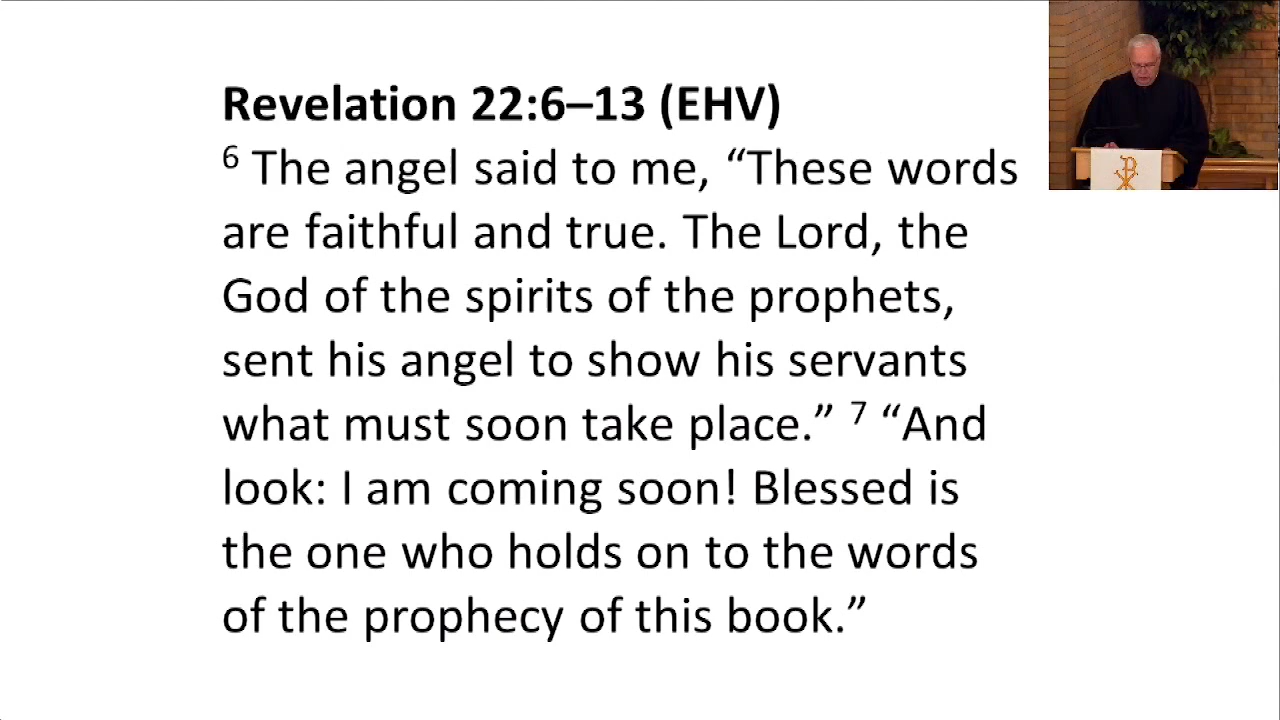 Revelation 22:6–13 (EHV)
⁶ The angel said to me, “These words
are faithful and true. The Lord, the
God of the spirits of the prophets,
sent his angel to show his servants
what must soon take place.” ⁷ “And
look: I am coming soon! Blessed is
the one who holds on to the words
of the prophecy of this book.”